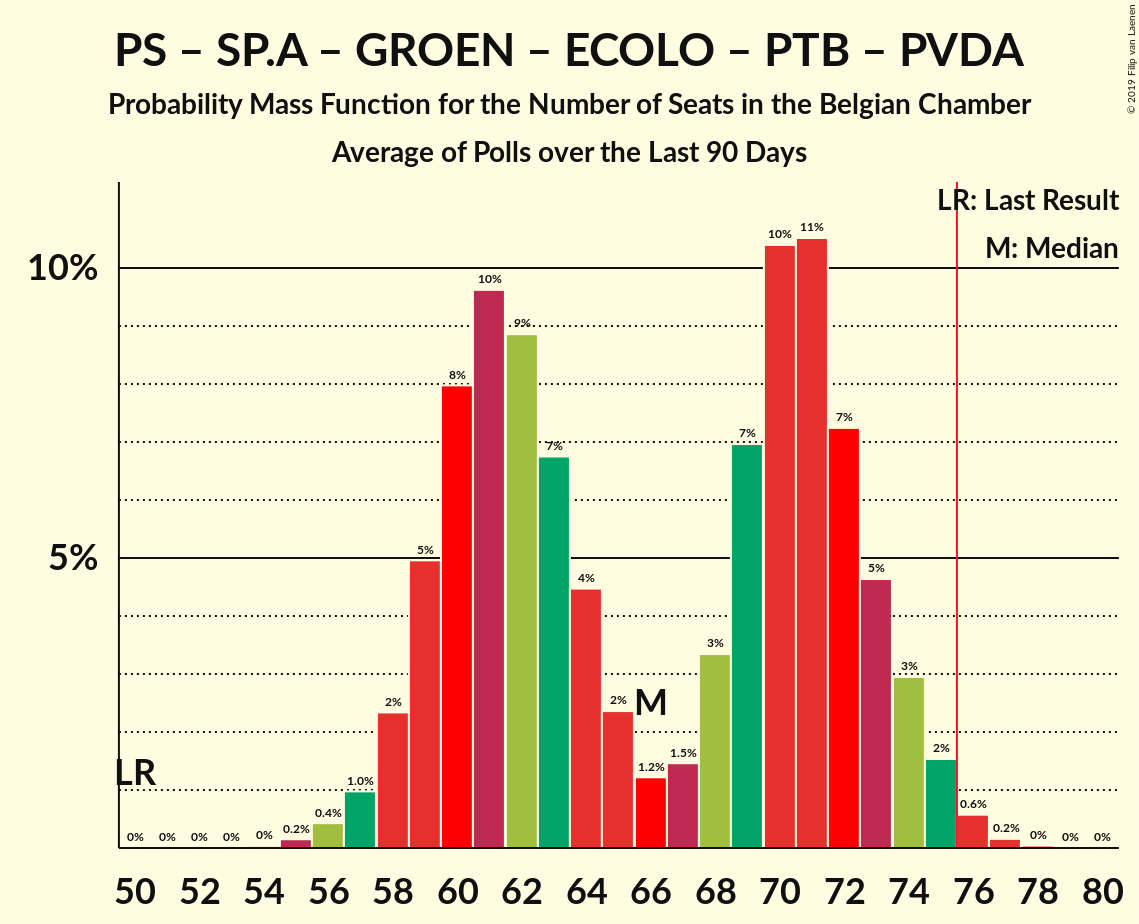 PS – SP.A – GROEN – ECOLO – PTB – PVDA
Probability Mass Function for the Number of Seats in the Belgian Chamber
Average of Polls over the Last 90 Days
© 2019 Filip van Laenen
LR: Last Result
M: Median
10%
5%
LR
M
0% 0% 0% 0% 0% 0.2% 0.4% 1.0% 2% 5% 8% 10% 9% 7% 4% 2% 1.2% 1.5% 3% 7% 10% 11% 7% 5% 3% 2% 0.6% 0.2% 0% 0% 0%
50 52 54 56 58 60 62 64 66 68 70 72 74 76 78 80